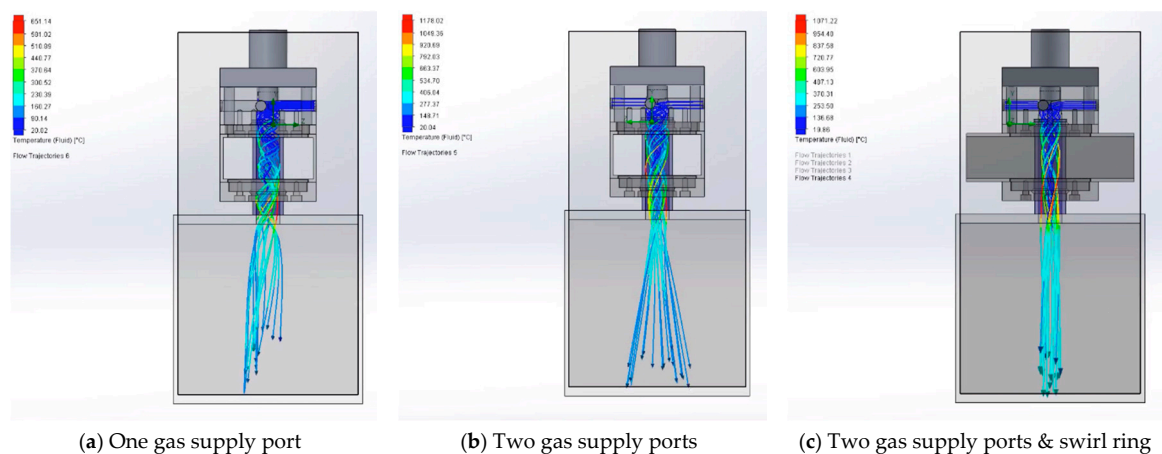 651.14
581.02
510.89
440.77
370.64
300.52
230.39
160.27
90.14
20.02
Temperature (Fluid) [°C]
Flow Trajectories 6
1178.02
1049.36
920.69
792.03
663.37
534.70
406.04
277.37
148.71
20.04
Temperature (Fluid) [°C]
Flow Trajectories 5
1071.22
954.40
837.58
720.77
603.95
487.13
370.31
253.50
136.68
19.86
Temperature (Fluid) [°C]
Flow Trajectories 1
Flow Trajectories 2
Flow Trajectories 3
Flow Trajectories 4
(a) One gas supply port
(b) Two gas supply ports
(c) Two gas supply ports & swirl ring